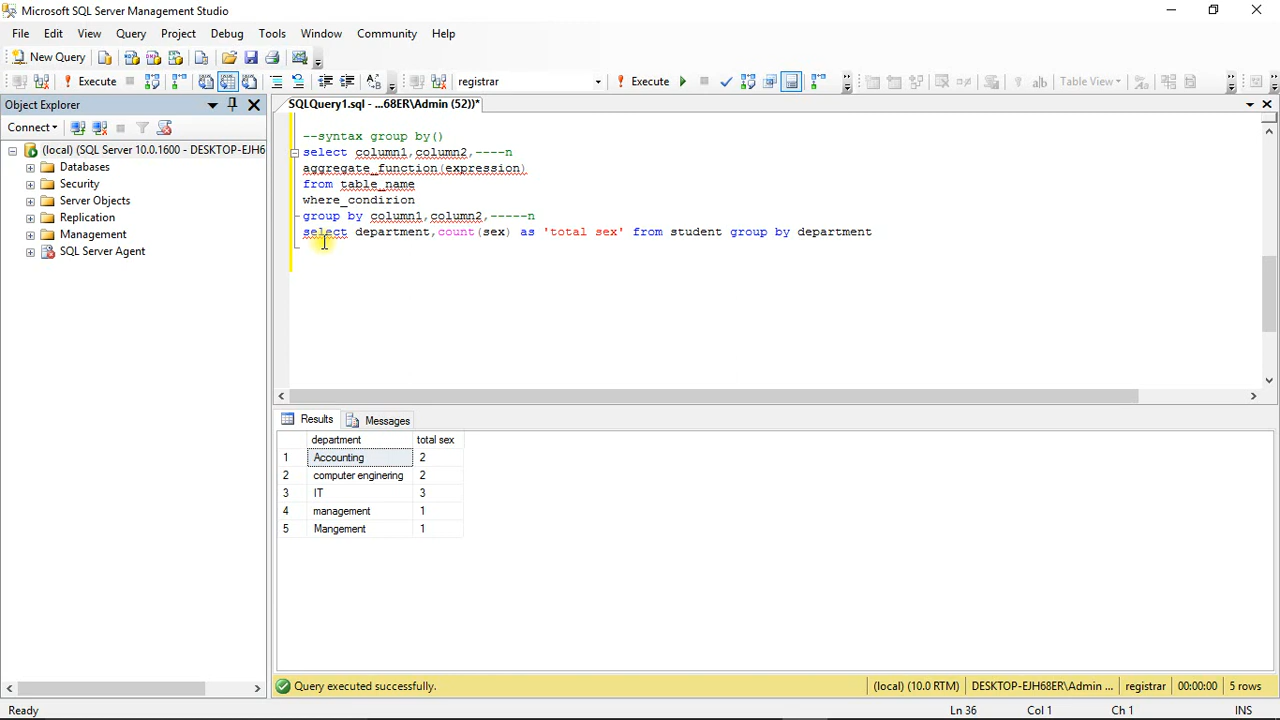 Microsoft SQL Server Management Studio
File Edit View Query Project Debug Tools Window Community Help
New Query
Execute registrar Execute Table View
Object Explorer
SQLQuery1.sql - ...68ER\Admin (52))*
Connect
(local) (SQL Server 10.0.1600 - DESKTOP-EJH6
Databases
Security
Server Objects
Replication
Management
SQL Server Agent
--syntax group by()
select column1,column2,----n
aggregate_function(expression)
from table_name
where_condirion
group by column1,column2,-----n
select department,count(sex) as 'total sex' from student group by department
Results Messages
department total sex
1 Accounting 2
2 computer enginering 2
3 IT 3
4 management 1
5 Mangement 1
Query executed successfully. (local) (10.0 RTM) DESKTOP-EJH68ER\Admin ... registrar 00:00:00 5 rows
Ready Ln 36 Col 1 Ch 1 INS